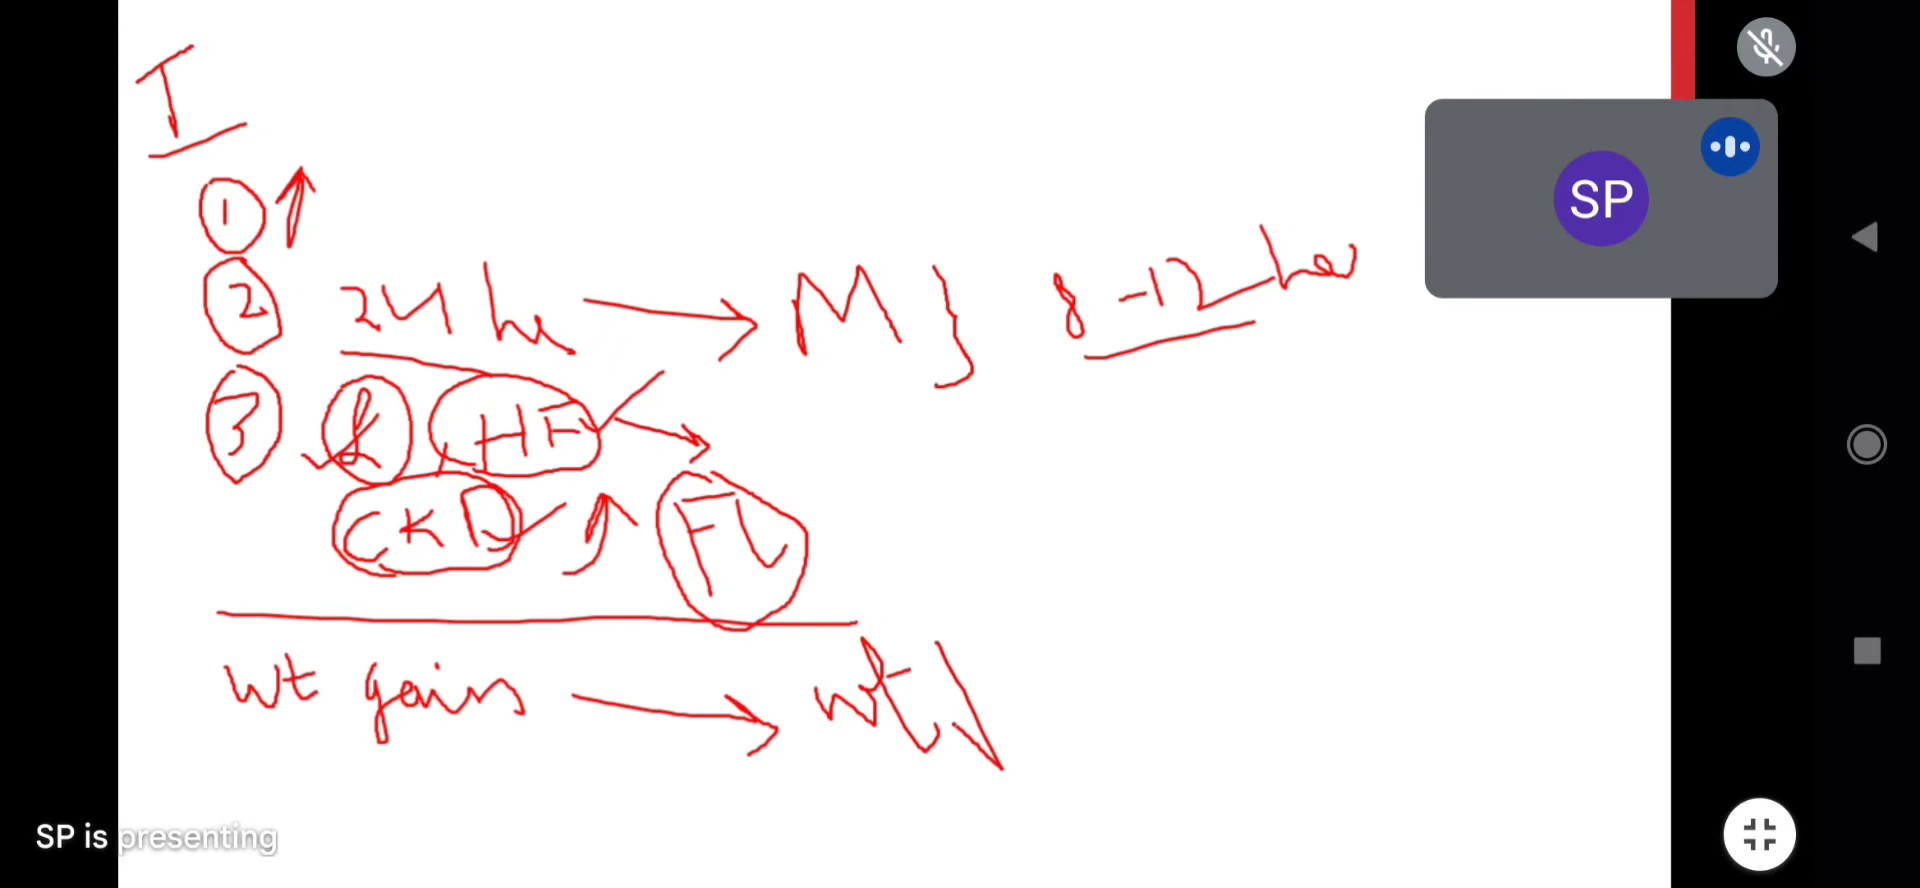 I
① ↑
② 24 hr → M } 8-12 hr
③ , HF
CKD ↑ FL
wt gain → wt ↓
SP
SP is presenting